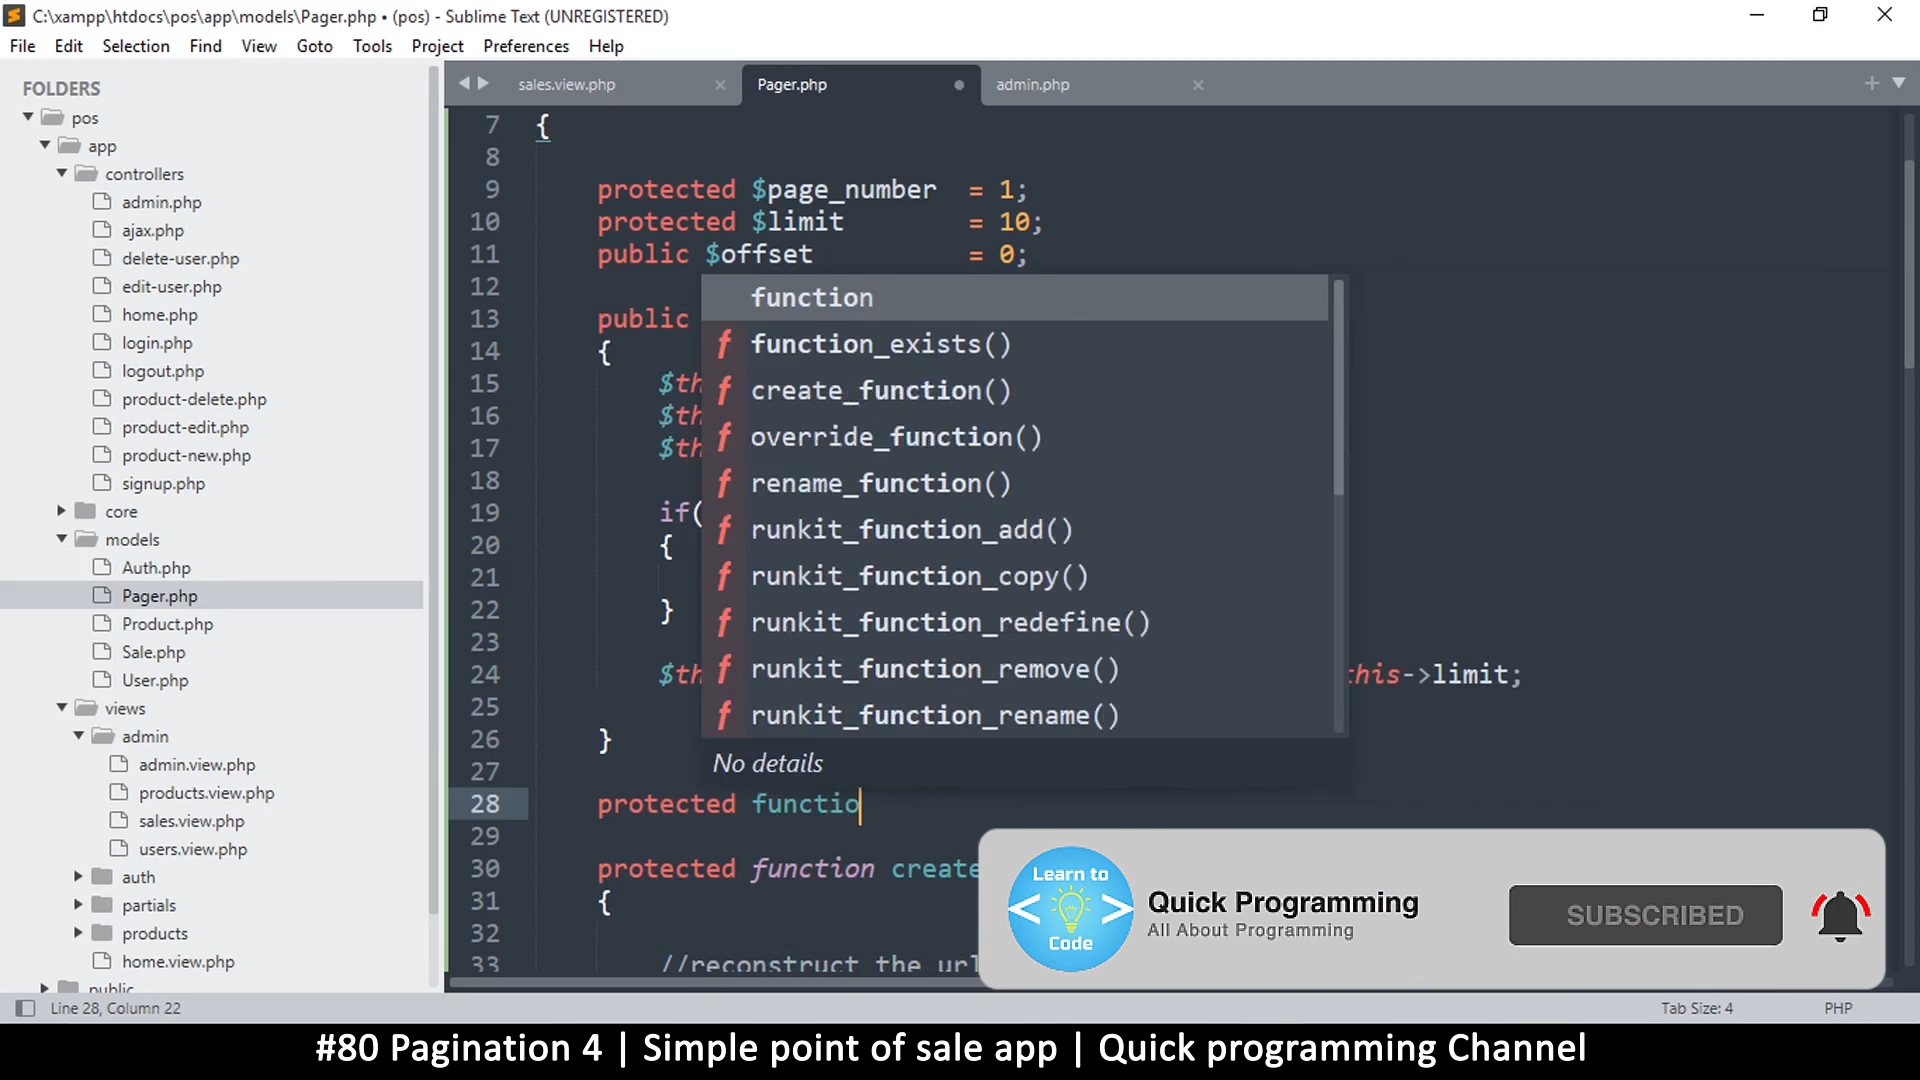 C:\xampp\htdocs\pos\app\models\Pager.php • (pos) - Sublime Text (UNREGISTERED)
File Edit Selection Find View Goto Tools Project Preferences Help
FOLDERS
pos
app
controllers
admin.php
ajax.php
delete-user.php
edit-user.php
home.php
login.php
logout.php
product-delete.php
product-edit.php
product-new.php
signup.php
core
models
Auth.php
Pager.php
Product.php
Sale.php
User.php
views
admin
admin.view.php
products.view.php
sales.view.php
users.view.php
auth
partials
products
home.view.php
public
sales.view.php Pager.php admin.php
7 {
8
9 protected $page_number = 1;
10 protected $limit = 10;
11 public $offset = 0;
12
13 public
14 {
15 $th
16 $th
17 $th
18
19 if(
20 {
21
22 }
23
24 $th his->limit;
25
26 }
27
28 protected functio
29
30 protected function create
31 {
32
33 //reconstruct the url
function
f function_exists()
f create_function()
f override_function()
f rename_function()
f runkit_function_add()
f runkit_function_copy()
f runkit_function_redefine()
f runkit_function_remove()
f runkit_function_rename()
No details
Learn to
< >
Code
Quick Programming
All About Programming
SUBSCRIBED
Line 28, Column 22 Tab Size: 4 PHP
#80 Pagination 4 | Simple point of sale app | Quick programming Channel